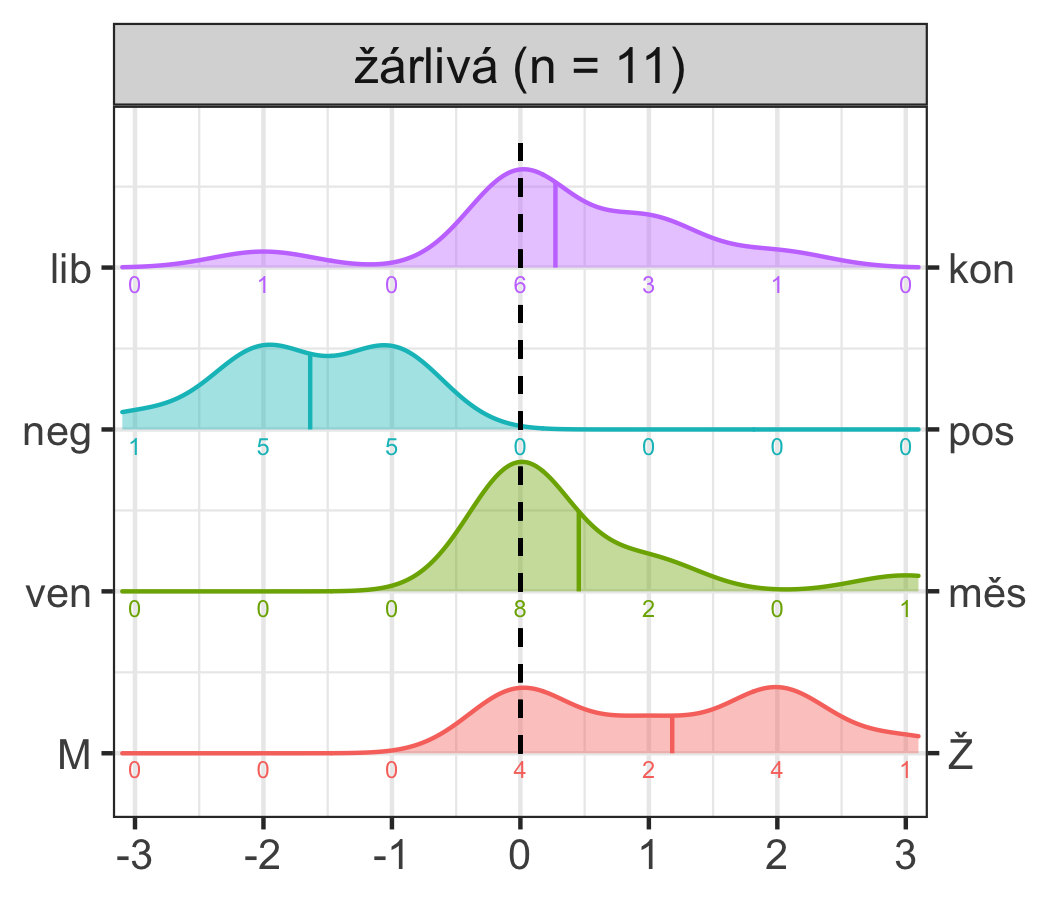 žárlivá (n = 11)
lib kon
0 1 0 6 3 1 0
neg pos
1 5 5 0 0 0 0
ven měs
0 0 0 8 2 0 1
M Ž
0 0 0 4 2 4 1
-3 -2 -1 0 1 2 3